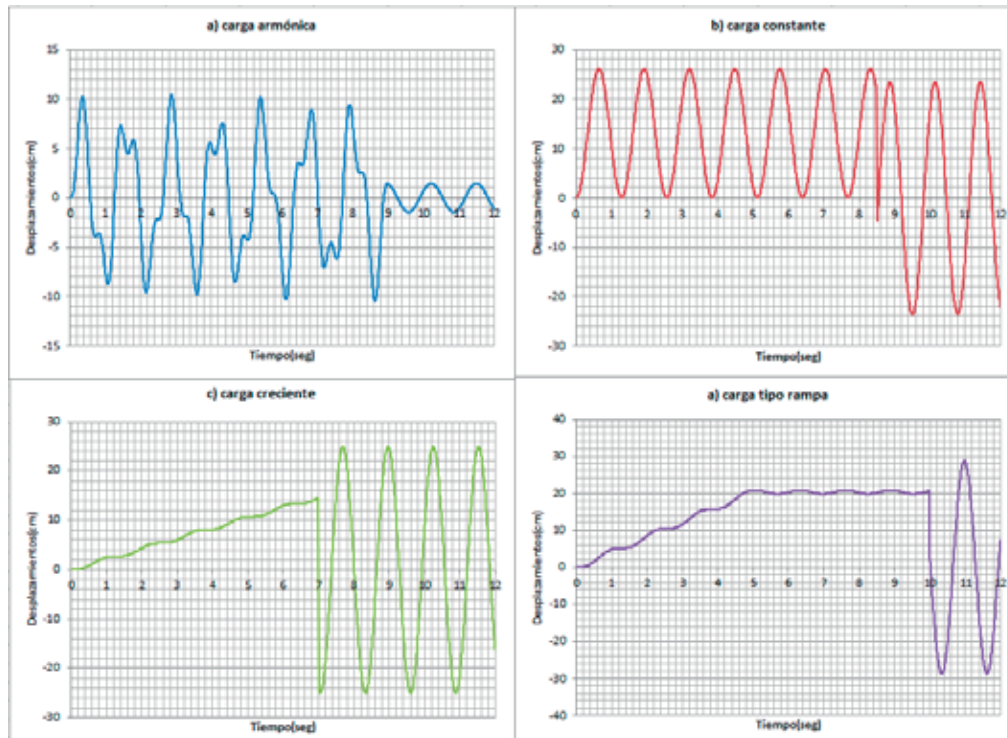 a) carga armónica
Desplazamientos(cm)
15
10
5
0
-5
-10
-15
0 1 2 3 4 5 6 7 8 9 10 11 12
Tiempo(seg)
b) carga constante
Desplazamientos(cm)
30
20
10
0
-10
-20
-30
0 1 2 3 4 5 6 7 8 9 10 11 12
Tiempo(seg)
c) carga creciente
Desplazamientos(cm)
30
20
10
0
-10
-20
-30
0 1 2 3 4 5 6 7 8 9 10 11 12
Tiempo(seg)
a) carga tipo rampa
Desplazamientos(cm)
40
30
20
10
0
-10
-20
-30
-40
0 1 2 3 4 5 6 7 8 9 10 11 12
Tiempo(seg)